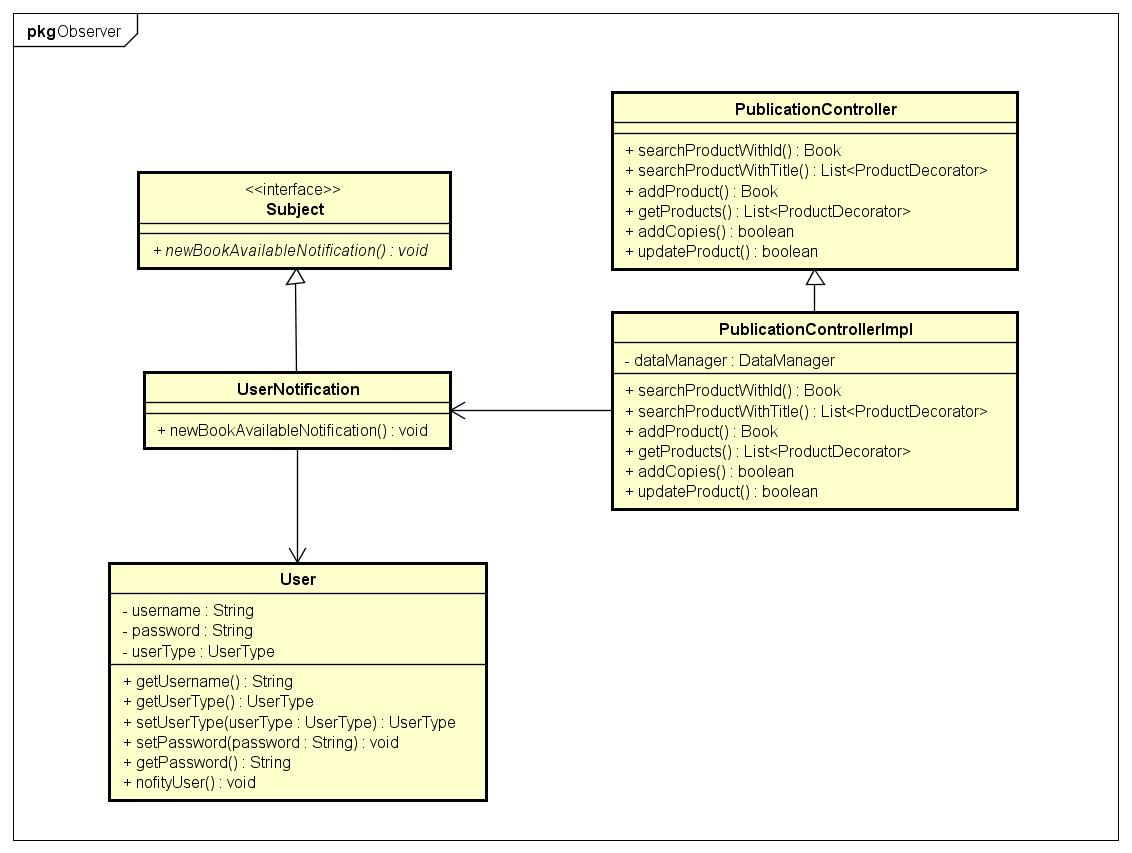 pkgObserver
PublicationController
+ searchProductWithId() : Book
+ searchProductWithTitle() : List<ProductDecorator>
+ addProduct() : Book
+ getProducts() : List<ProductDecorator>
+ addCopies() : boolean
+ updateProduct() : boolean
<<interface>>
Subject
+ newBookAvailableNotification() : void
PublicationControllerImpl
- dataManager : DataManager
+ searchProductWithId() : Book
+ searchProductWithTitle() : List<ProductDecorator>
+ addProduct() : Book
+ getProducts() : List<ProductDecorator>
+ addCopies() : boolean
+ updateProduct() : boolean
UserNotification
+ newBookAvailableNotification() : void
User
- username : String
- password : String
- userType : UserType
+ getUsername() : String
+ getUserType() : UserType
+ setUserType(userType : UserType) : UserType
+ setPassword(password : String) : void
+ getPassword() : String
+ nofityUser() : void